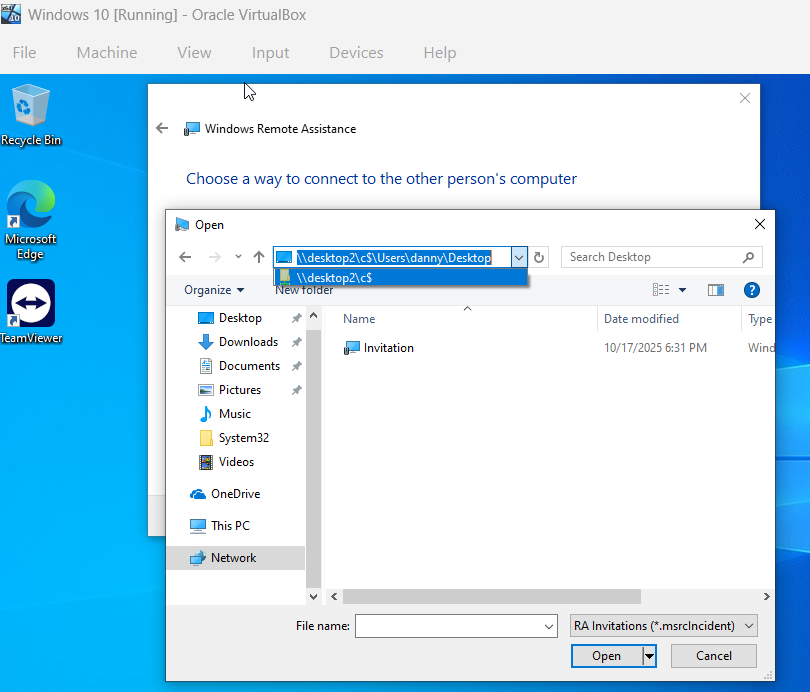 Windows 10 [Running] - Oracle VirtualBox
File Machine View Input Devices Help
Recycle Bin
Microsoft Edge
TeamViewer
Windows Remote Assistance
Choose a way to connect to the other person's computer
Open
\\desktop2\c$\Users\danny\Desktop
Search Desktop
\\desktop2\c$
Organize
New folder
Desktop
Downloads
Documents
Pictures
Music
System32
Videos
OneDrive
This PC
Network
Name Date modified Type
Invitation 10/17/2025 6:31 PM Wind
File name:
RA Invitations (*.msrcIncident)
Open
Cancel